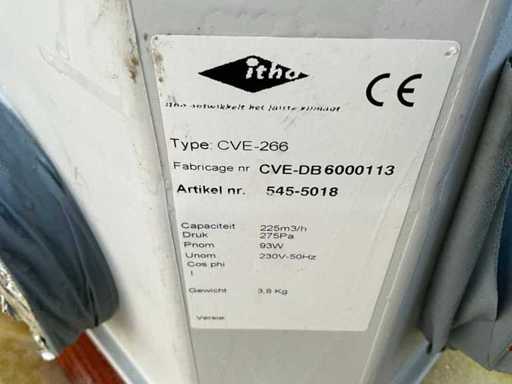 itho
CE
itho ontwikkelt het juiste klimaat
Type: CVE-266
Fabricage nr CVE-DB 6000113
Artikel nr. 545-5018
Capaciteit 225m3/h
Druk 275Pa
Pnom 93W
Unom 230V-50Hz
Cos phi
I
Gewicht 3,8 Kg
Versie: